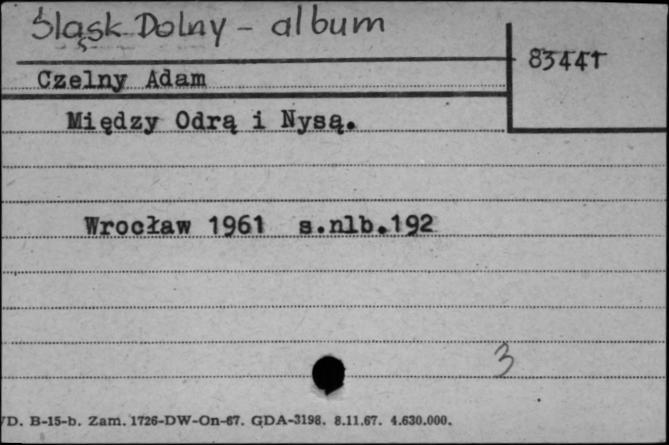 Śląsk Dolny - album
83441
Czelny Adam
Między Odrą i Nysą.
Wrocław 1961 s.nlb.192
3
/D. B-15-b. Zam. 1726-DW-On-67. GDA-3198. 8.11.67. 4.630.000.